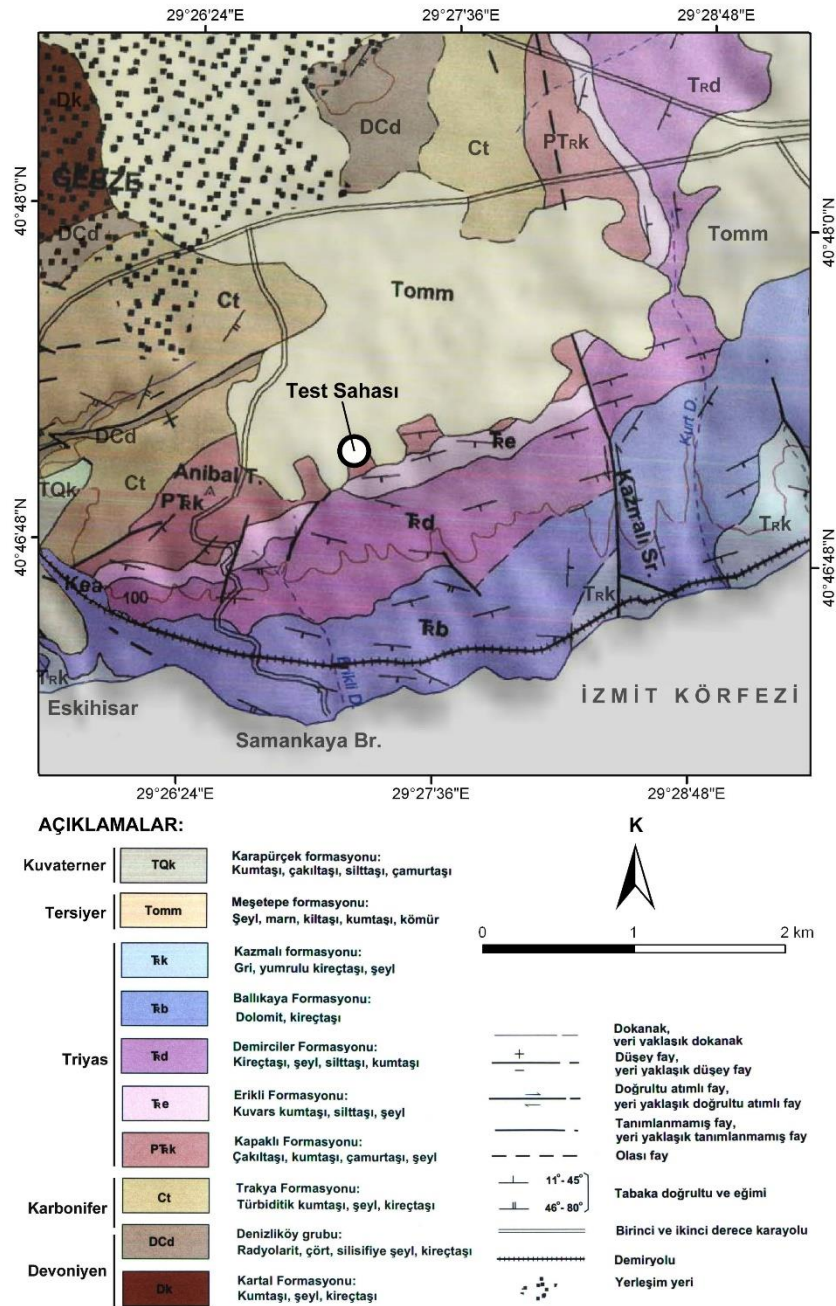 29°26'24"E 29°27'36"E 29°28'48"E
Dk
DCd
Ct
PTRk
TRd
GEBZE
40°48'0"N
40°48'0"N
DCd
Tomm
Ct
Tomm
Test Sahası
DCd
TRe
Kurt D.
Anibal T.
Ct
PTRk
TQk
TRd
Kazmalı Sr.
TRk
40°46'48"N
40°46'48"N
Kea
100
TRk
TRb
TRk
Erikli D.
Eskihisar
İZMİT KÖRFEZİ
Samankaya Br.
29°26'24"E 29°27'36"E 29°28'48"E
AÇIKLAMALAR:
Kuvaterner
TQk
Karapürçek formasyonu:
Kumtaşı, çakıltaşı, silttaşı, çamurtaşı
Tersiyer
Tomm
Meşetepe formasyonu:
Şeyl, marn, kiltaşı, kumtaşı, kömür
Triyas
TRk
Kazmalı formasyonu:
Gri, yumrulu kireçtaşı, şeyl
TRb
Ballıkaya Formasyonu:
Dolomit, kireçtaşı
TRd
Demirciler Formasyonu:
Kireçtaşı, şeyl, silttaşı, kumtaşı
TRe
Erikli Formasyonu:
Kuvars kumtaşı, silttaşı, şeyl
PTRk
Kapaklı Formasyonu:
Çakıltaşı, kumtaşı, çamurtaşı, şeyl
Karbonifer
Ct
Trakya Formasyonu:
Türbiditik kumtaşı, şeyl, kireçtaşı
DCd
Denizliköy grubu:
Radyolarit, çört, silisifiye şeyl, kireçtaşı
Devoniyen
Dk
Kartal Formasyonu:
Kumtaşı, şeyl, kireçtaşı
K
0 1 2 km
Dokanak,
veri yaklasık dokanak
+
−
Düşey fay,
yeri yaklaşık düşey fay
Doğrultu atımlı fay,
yeri yaklaşık doğrultu atımlı fay
Tanımlanmamış fay,
yeri yaklasık tanımlanmamış fay
Olası fay
11°- 45°
46°- 80°
Tabaka doğrultu ve eğimi
Birinci ve ikinci derece karayolu
Demiryolu
Yerleşim yeri